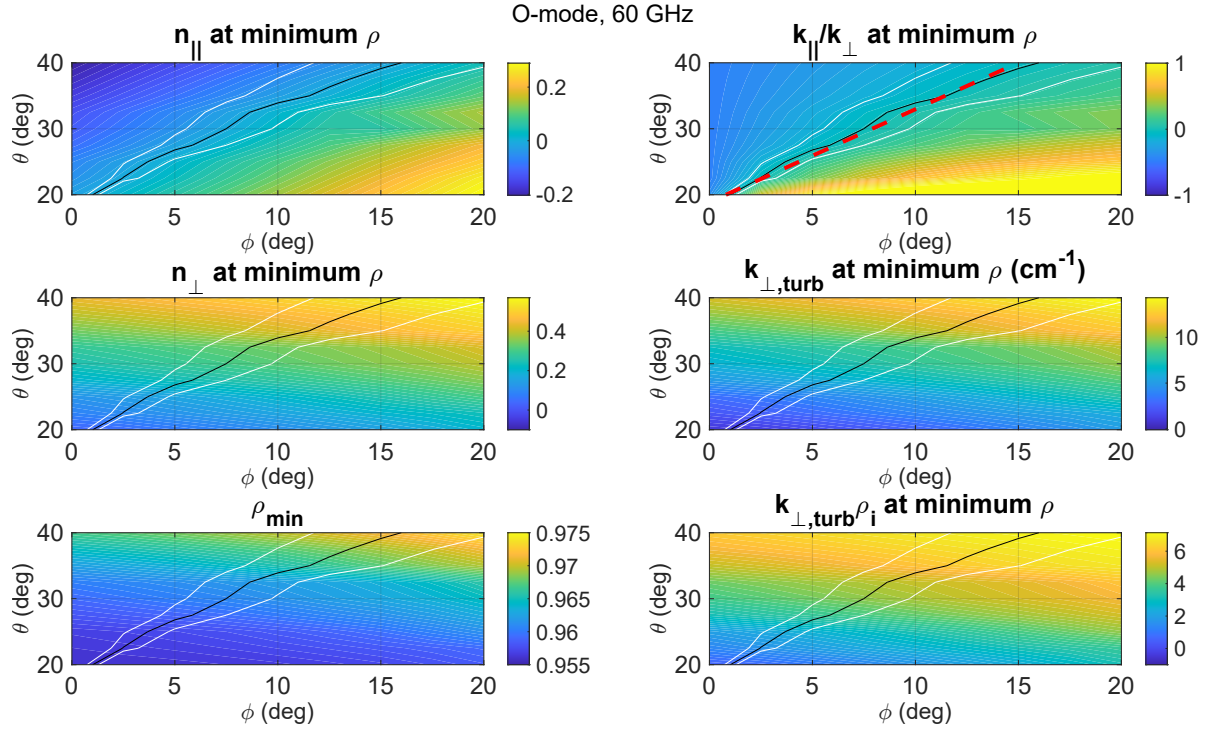 O-mode, 60 GHz
n|| at minimum ρ
40
30
20
θ (deg)
0 5 10 15 20
ϕ (deg)
0.2
0
-0.2
k||/k⊥ at minimum ρ
40
30
20
θ (deg)
0 5 10 15 20
ϕ (deg)
1
0
-1
n⊥ at minimum ρ
40
30
20
θ (deg)
0 5 10 15 20
ϕ (deg)
0.4
0.2
0
k⊥,turb at minimum ρ (cm-1)
40
30
20
θ (deg)
0 5 10 15 20
ϕ (deg)
10
5
0
ρmin
40
30
20
θ (deg)
0 5 10 15 20
ϕ (deg)
0.975
0.97
0.965
0.96
0.955
k⊥,turbρi at minimum ρ
40
30
20
θ (deg)
0 5 10 15 20
ϕ (deg)
6
4
2
0